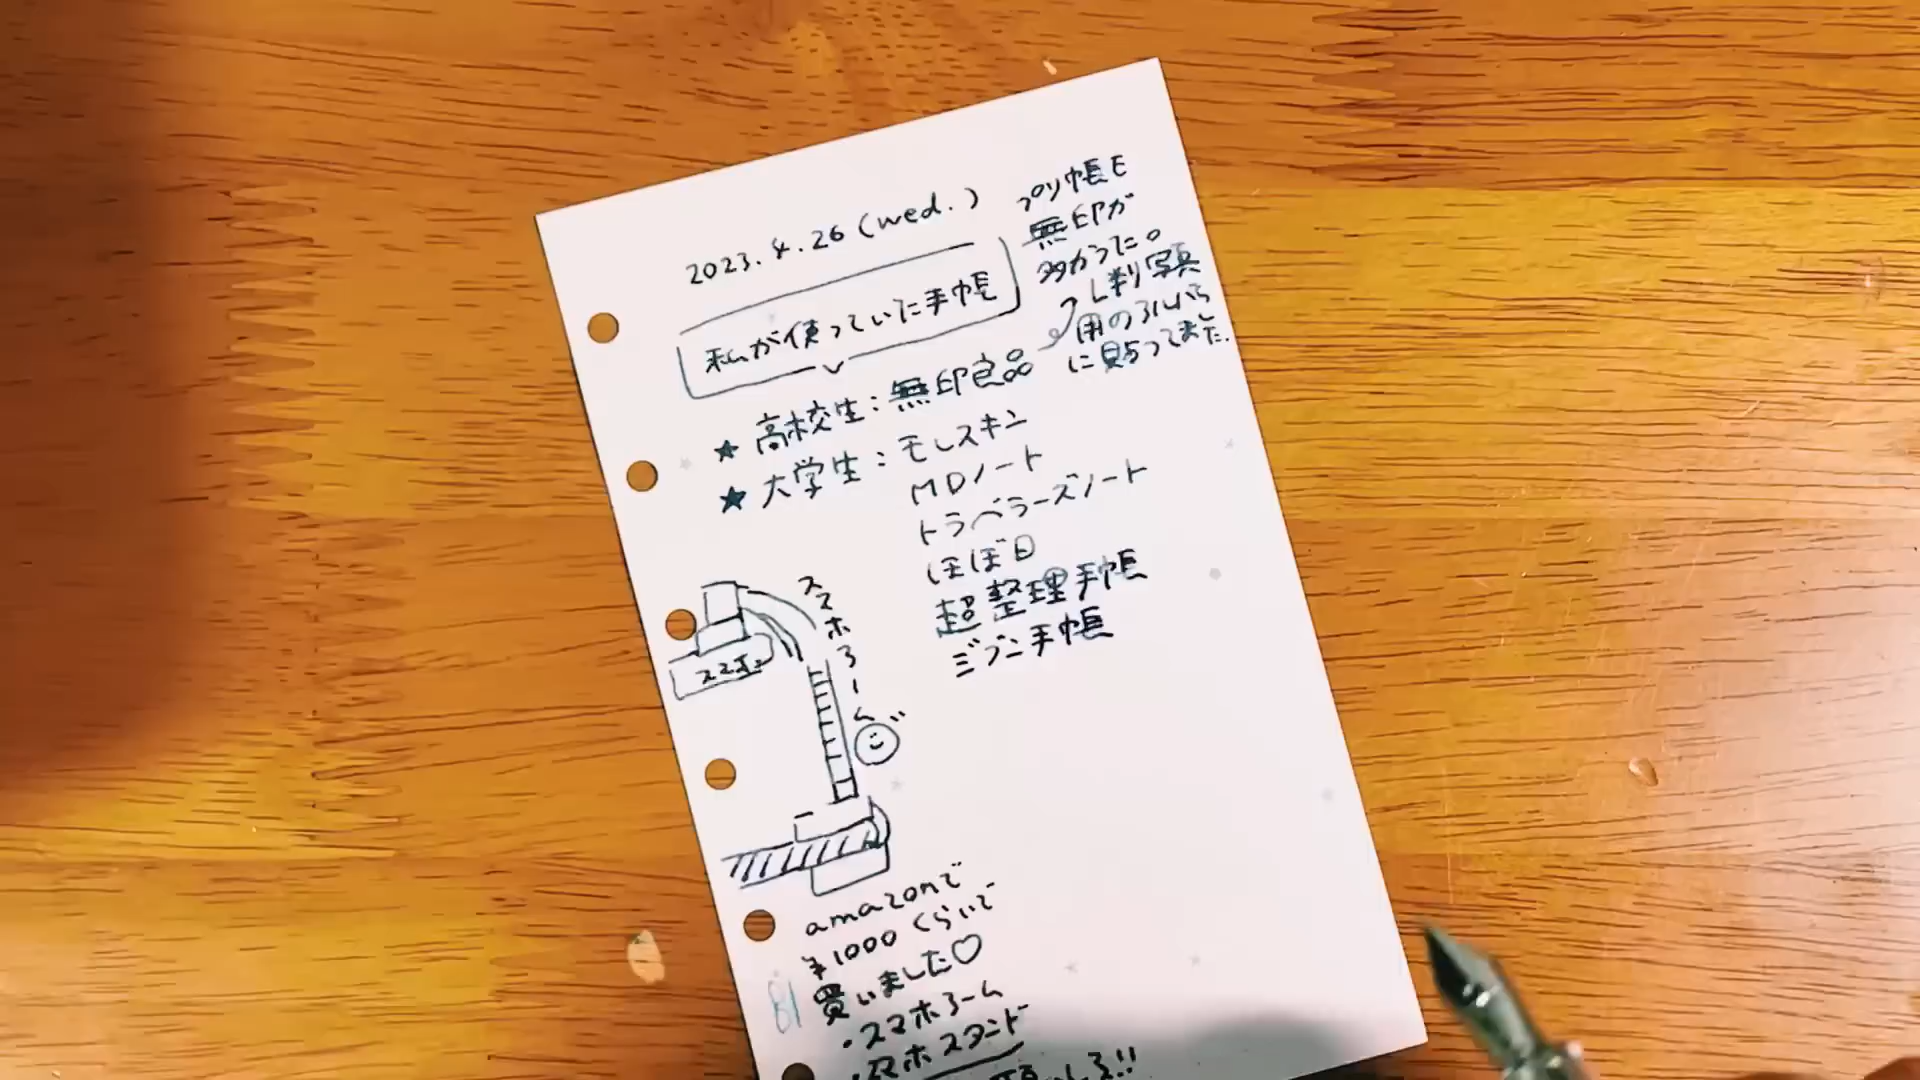 2023.4.26(wed.)
私が使っていた手帳
★高校生:無印良品
プリ帳も
無印が
多かった。
L判写真
用のアルバム
に貼ってました.
★大学生:モレスキン
MDノート
トラベラーズノート
ほぼ日
超整理手帳
ジブン手帳
スマホアーム
スマホ
amazonで
¥1000くらいで
買いました♡
・スマホアーム
・スマホスタンド